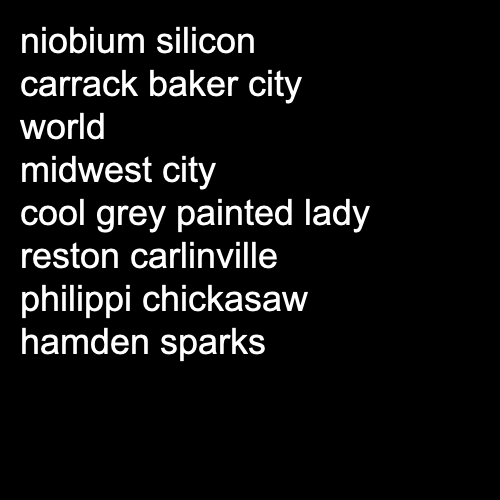 niobium silicon
carrack baker city
world
midwest city
cool grey painted lady
reston carlinville
philippi chickasaw
hamden sparks